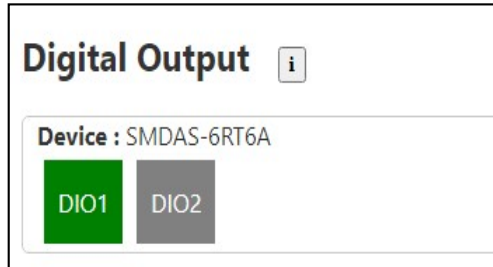 Digital Output i
Device : SMDAS-6RT6A
DIO1 DIO2